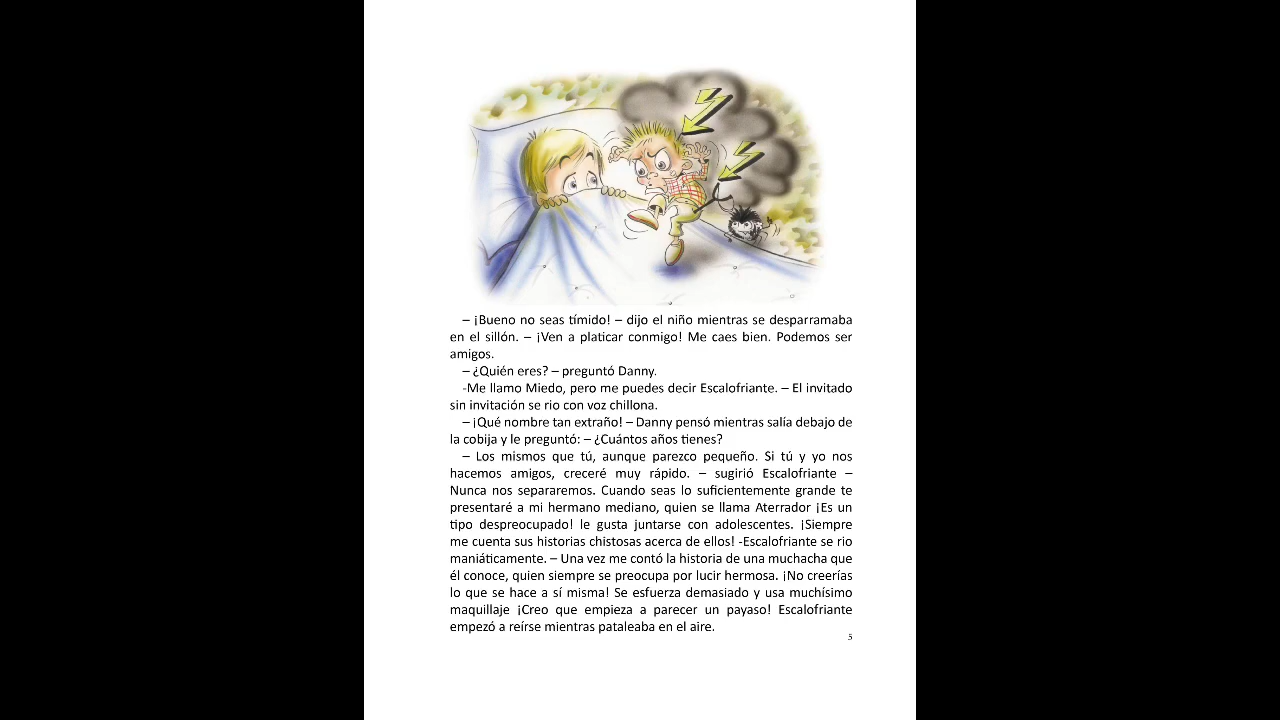 – ¡Bueno no seas tímido! – dijo el niño mientras se desparramaba
en el sillón. – ¡Ven a platicar conmigo! Me caes bien. Podemos ser
amigos.
– ¿Quién eres? – preguntó Danny.
-Me llamo Miedo, pero me puedes decir Escalofriante. – El invitado
sin invitación se rio con voz chillona.
– ¡Qué nombre tan extraño! – Danny pensó mientras salía debajo de
la cobija y le preguntó: – ¿Cuántos años tienes?
– Los mismos que tú, aunque parezco pequeño. Si tú y yo nos
hacemos amigos, creceré muy rápido. – sugirió Escalofriante –
Nunca nos separaremos. Cuando seas lo suficientemente grande te
presentaré a mi hermano mediano, quien se llama Aterrador ¡Es un
tipo despreocupado! le gusta juntarse con adolescentes. ¡Siempre
me cuenta sus historias chistosas acerca de ellos! -Escalofriante se rio
maniáticamente. – Una vez me contó la historia de una muchacha que
él conoce, quien siempre se preocupa por lucir hermosa. ¡No creerías
lo que se hace a sí misma! Se esfuerza demasiado y usa muchísimo
maquillaje ¡Creo que empieza a parecer un payaso! Escalofriante
empezó a reírse mientras pataleaba en el aire.
5